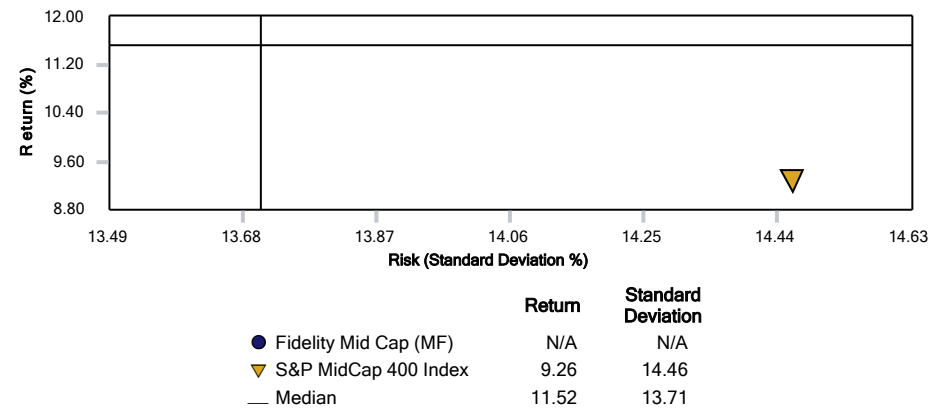 12.00
11.20
10.40
9.60
8.80
Return (%)
13.49 13.68 13.87 14.06 14.25 14.44 14.63
Risk (Standard Deviation %)
Return Standard Deviation
Fidelity Mid Cap (MF) N/A N/A
S&P MidCap 400 Index 9.26 14.46
Median 11.52 13.71